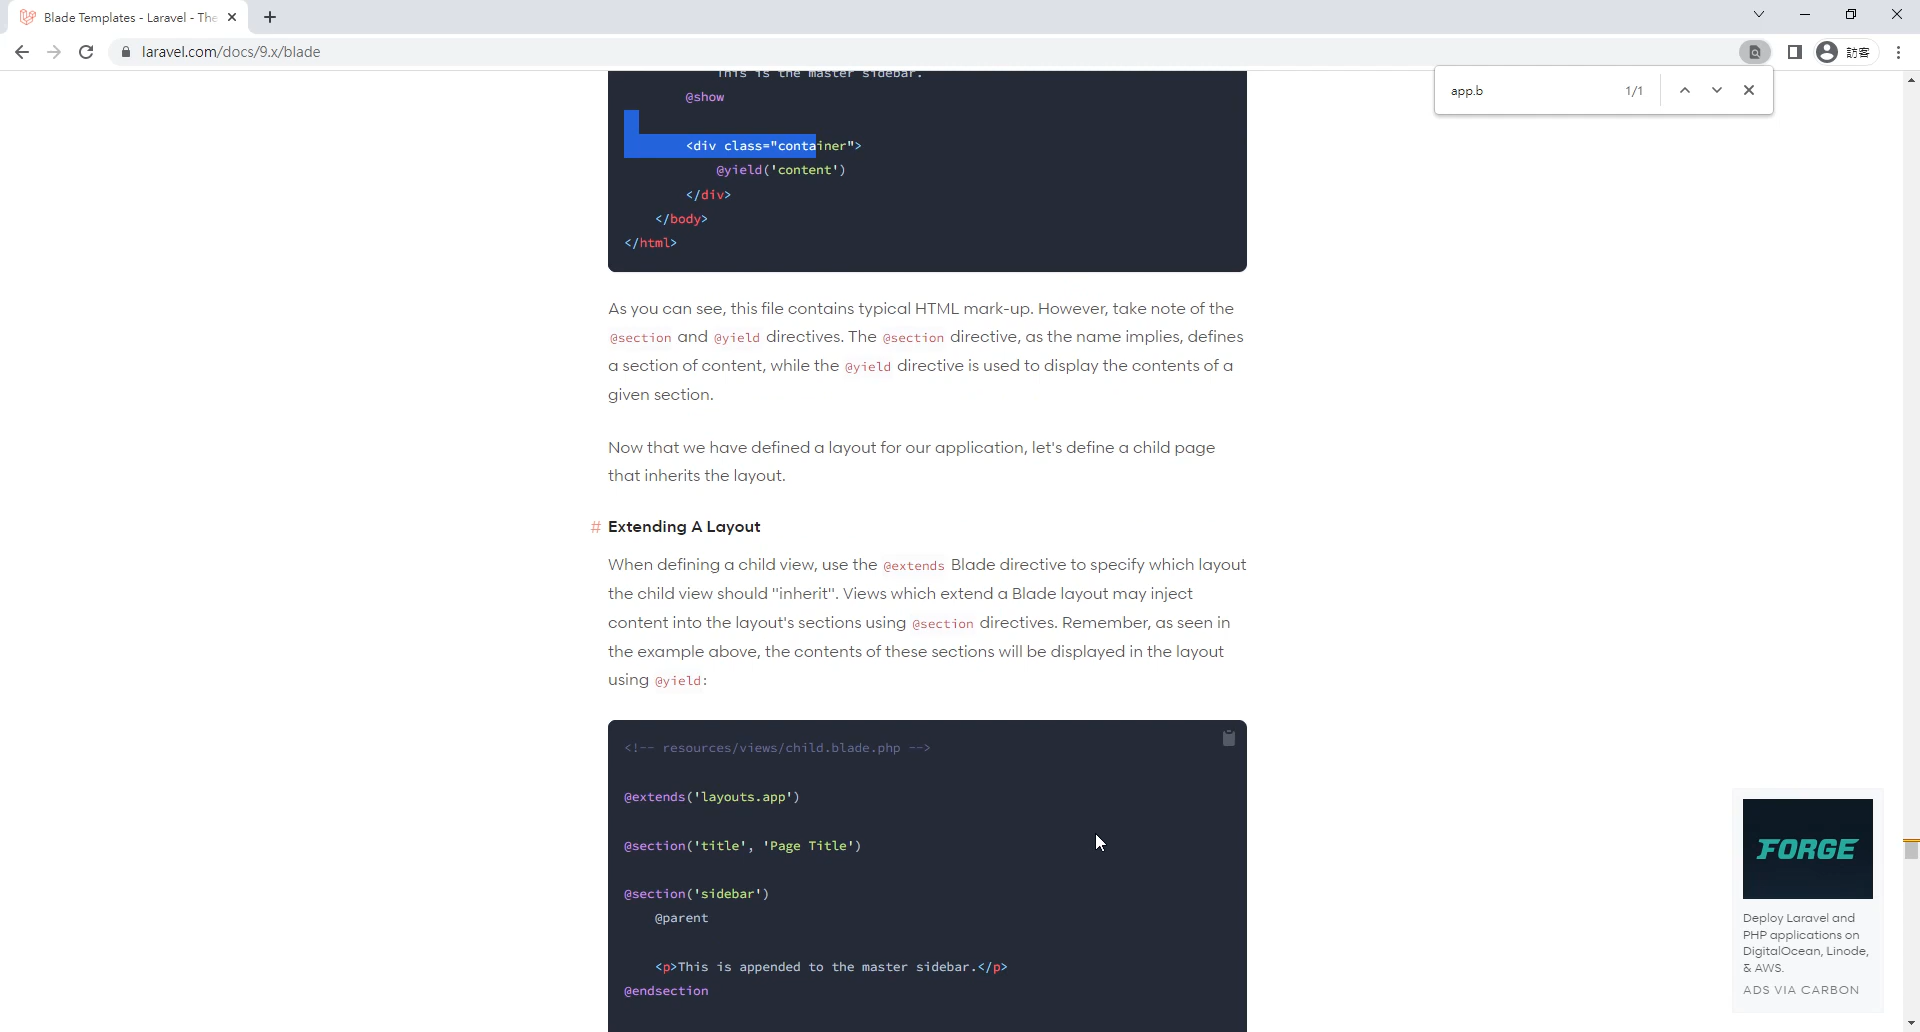 Blade Templates - Laravel - The
laravel.com/docs/9.x/blade
訪客
app.b
1/1
This is the master sidebar.
@show
<div class="container">
@yield('content')
</div>
</body>
</html>
As you can see, this file contains typical HTML mark-up. However, take note of the
@section and @yield directives. The @section directive, as the name implies, defines
a section of content, while the @yield directive is used to display the contents of a
given section.
Now that we have defined a layout for our application, let's define a child page
that inherits the layout.
# Extending A Layout
When defining a child view, use the @extends Blade directive to specify which layout
the child view should "inherit". Views which extend a Blade layout may inject
content into the layout's sections using @section directives. Remember, as seen in
the example above, the contents of these sections will be displayed in the layout
using @yield:
<!-- resources/views/child.blade.php -->
@extends('layouts.app')
@section('title', 'Page Title')
@section('sidebar')
@parent
<p>This is appended to the master sidebar.</p>
@endsection
FORGE
Deploy Laravel and
PHP applications on
DigitalOcean, Linode,
& AWS.
ADS VIA CARBON